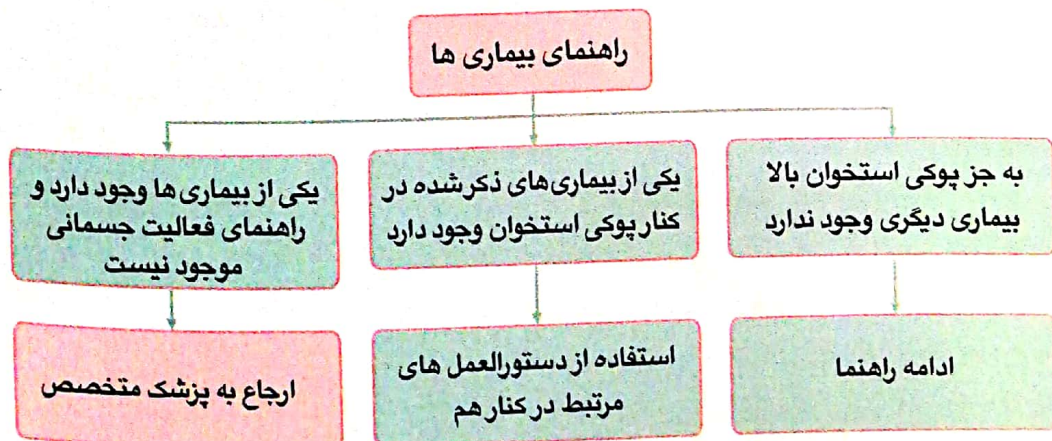 راهنمای بیماری ها
به جز پوکی استخوان بالا
بیماری دیگری وجود ندارد
یکی از بیماری‌های ذکر شده در
کنار پوکی استخوان وجود دارد
یکی از بیماری ها وجود دارد و
راهنمای فعالیت جسمانی
موجود نیست
ادامه راهنما
استفاده از دستورالعمل های
مرتبط در کنار هم
ارجاع به پزشک متخصص